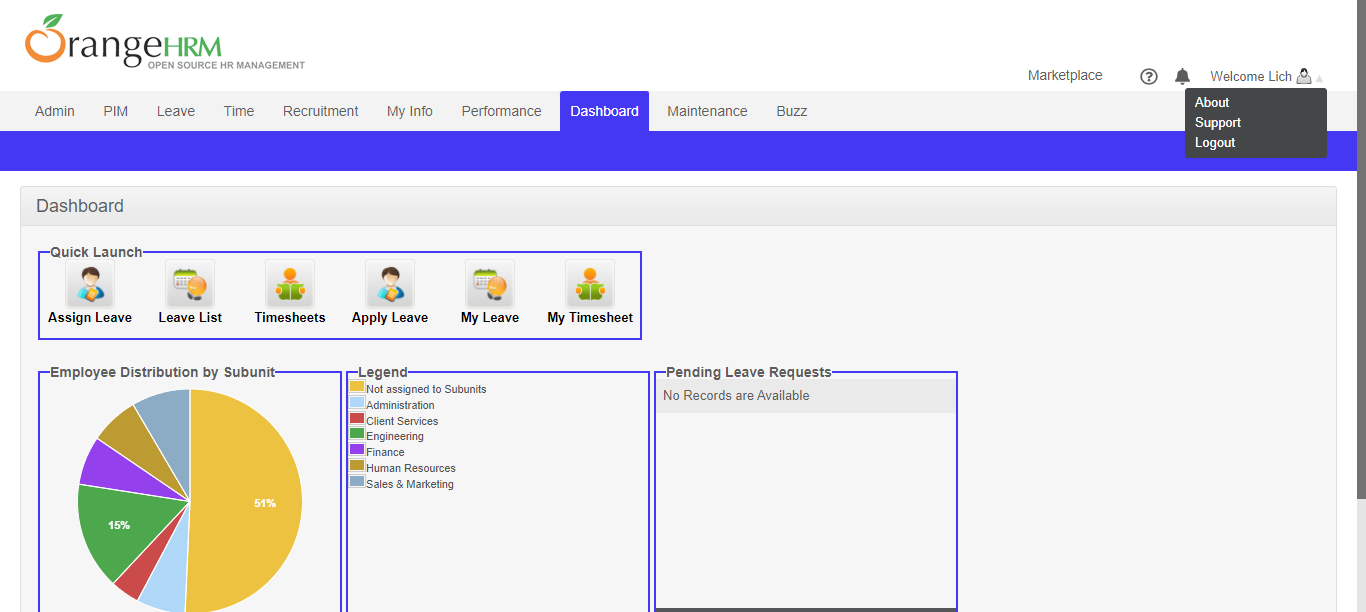 OrangeHRM
OPEN SOURCE HR MANAGEMENT
Marketplace ? Welcome Lich
About
Support
Logout
Admin PIM Leave Time Recruitment My Info Performance Dashboard Maintenance Buzz
Dashboard
Quick Launch
Assign Leave Leave List Timesheets Apply Leave My Leave My Timesheet
Employee Distribution by Subunit
51%
15%
Legend
Not assigned to Subunits
Administration
Client Services
Engineering
Finance
Human Resources
Sales & Marketing
Pending Leave Requests
No Records are Available